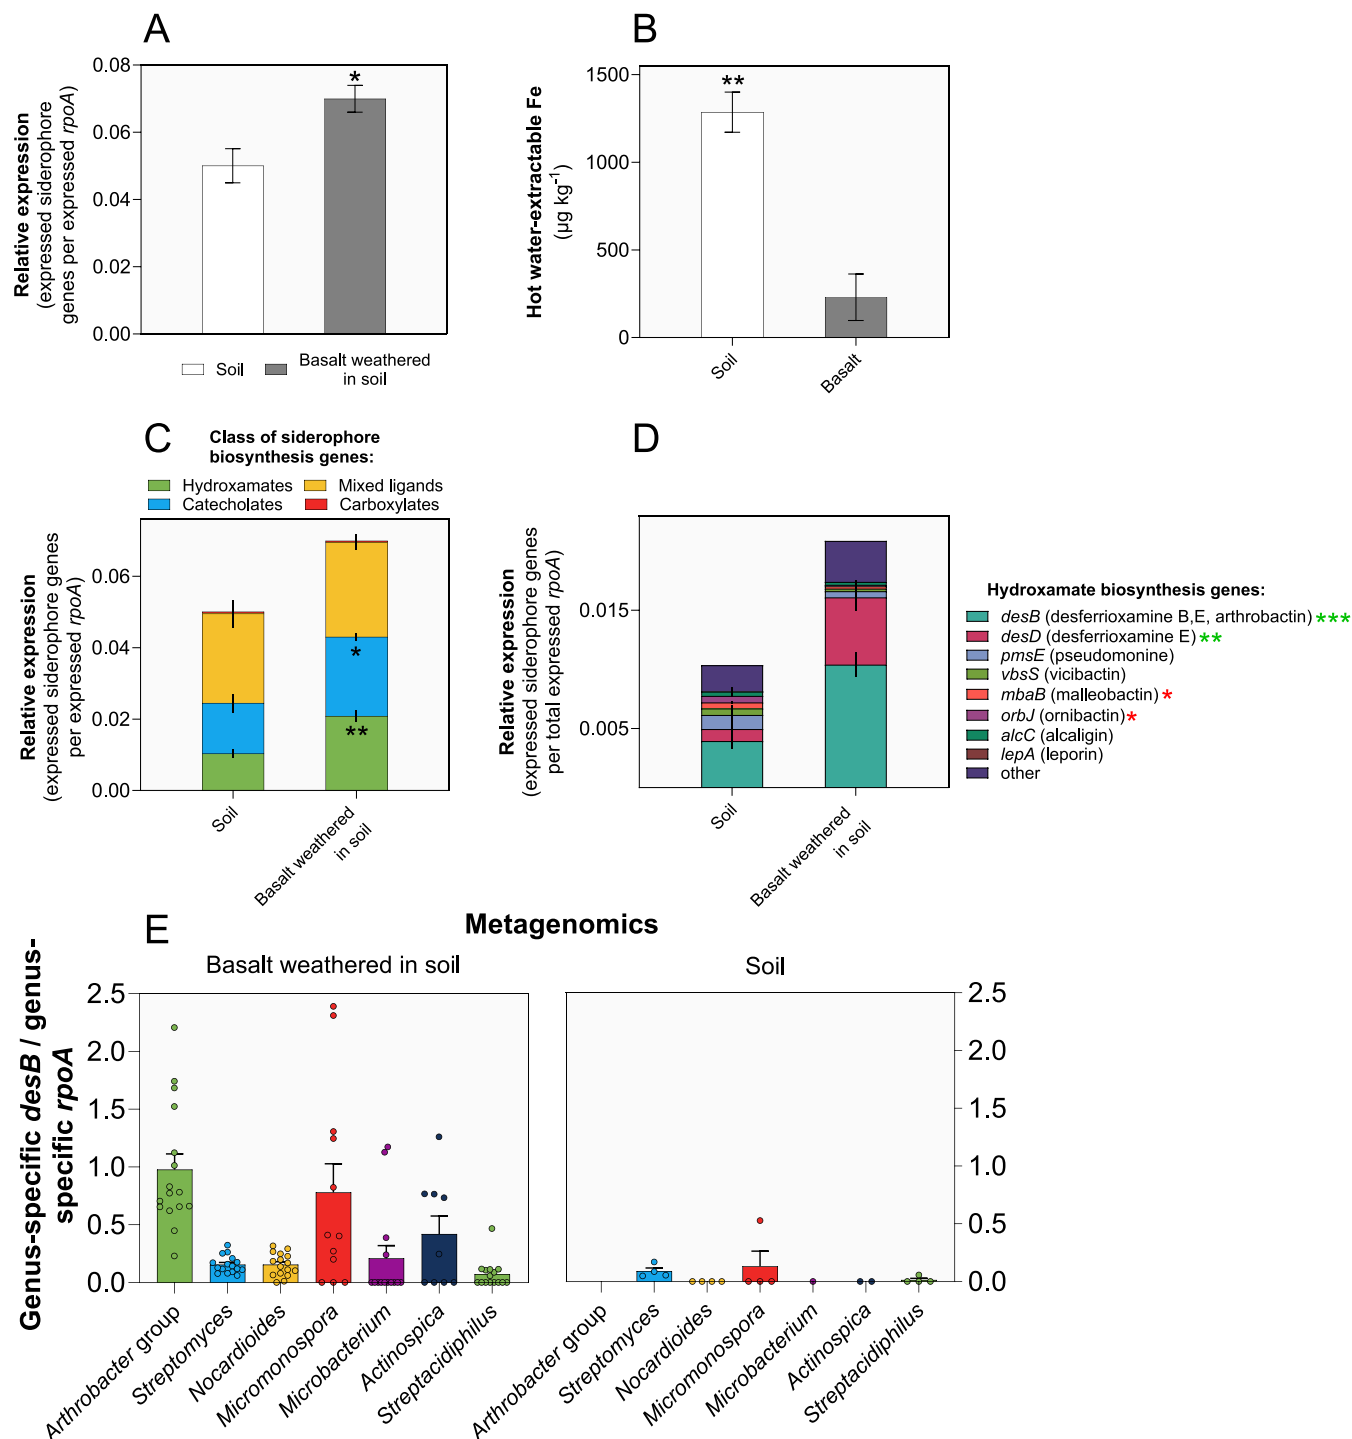 A
Relative expression
(expressed siderophore
genes per expressed rpoA)
0.08
0.06
0.04
0.02
0.00
*
Soil
Basalt weathered
in soil
B
Hot water-extractable Fe
(µg kg⁻¹)
1500
1000
500
0
**
Soil
Basalt
C
Class of siderophore
biosynthesis genes:
Hydroxamates
Mixed ligands
Catecholates
Carboxylates
Relative expression
(expressed siderophore genes
per expressed rpoA)
0.06
0.04
0.02
0.00
*
**
Soil
Basalt weathered
in soil
D
Relative expression
(expressed siderophore genes
per total expressed rpoA)
0.015
0.005
Soil
Basalt weathered
in soil
Hydroxamate biosynthesis genes:
desB (desferrioxamine B,E, arthrobactin) ***
desD (desferrioxamine E) **
pmsE (pseudomonine)
vbsS (vicibactin)
mbaB (malleobactin) *
orbJ (ornibactin) *
alcC (alcaligin)
lepA (leporin)
other
E
Metagenomics
Basalt weathered in soil
Soil
Genus-specific desB / genus-
specific rpoA
2.5
2.0
1.5
1.0
0.5
0.0
Arthrobacter group
Streptomyces
Nocardioides
Micromonospora
Microbacterium
Actinospica
Streptacidiphilus
2.5
2.0
1.5
1.0
0.5
0.0
Arthrobacter group
Streptomyces
Nocardioides
Micromonospora
Microbacterium
Actinospica
Streptacidiphilus